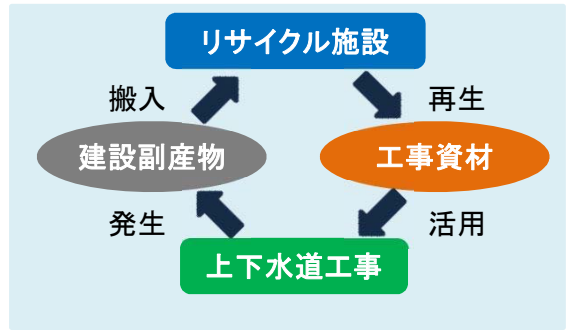 リサイクル施設
搬入
再生
建設副産物
工事資材
発生
活用
上下水道工事